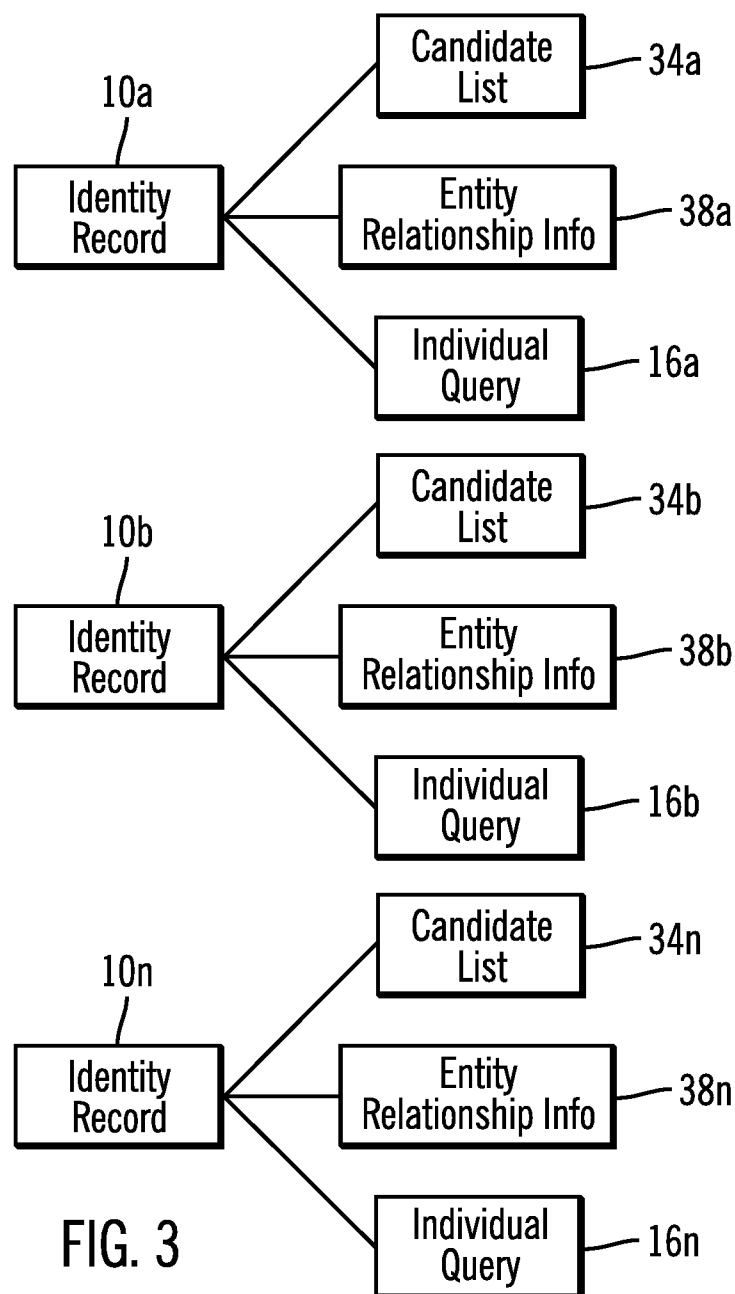 Candidate
List
34a
10a
Identity
Record
Entity
Relationship Info
38a
Individual
Query
16a
Candidate
List
34b
10b
Identity
Record
Entity
Relationship Info
38b
Individual
Query
16b
Candidate
List
34n
10n
Identity
Record
Entity
Relationship Info
38n
Individual
Query
16n
FIG. 3